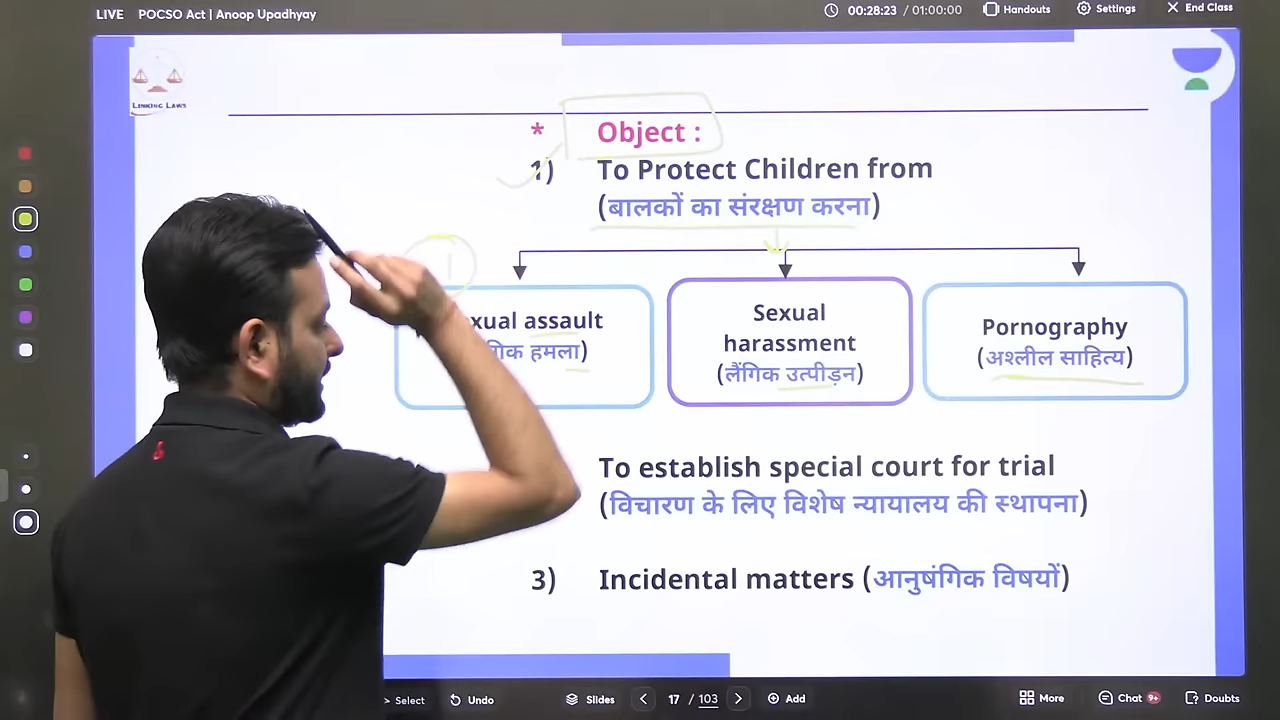 LIVE POCSO Act | Anoop Upadhyay
00:28:23 / 01:00:00 Handouts Settings End Class
LINKING LAWS
* Object :
1) To Protect Children from
(बालकों का संरक्षण करना)
xual assault
गिक हमला)
Sexual
harassment
(लैंगिक उत्पीड़न)
Pornography
(अश्लील साहित्य)
To establish special court for trial
(विचारण के लिए विशेष न्यायालय की स्थापना)
3) Incidental matters (आनुषंगिक विषयों)
Select Undo Slides 17 / 103 Add More Chat 9+ Doubts